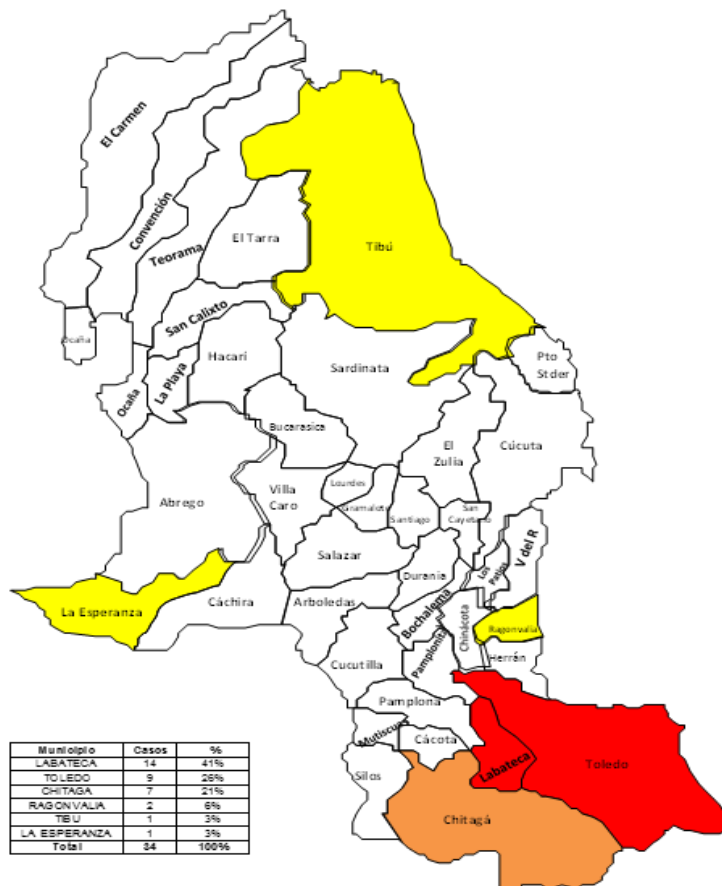 El Carmen
Convención
Teorama
El Tarra
Tibú
San Calixto
Ocaña
Hacarí
La Playa
Ocaña
Sardinata
Pto
Stder
Bucarasica
El
Zulia
Cúcuta
Abrego
Villa
Caro
Lourdes
Gramalote
Santiago
San
Cayetano
Salazar
Durania
Los
Patios
V del R
La Esperanza
Cáchira
Arboledas
Bochalema
Chinácota
Ragonvalia
Cucutilla
Pamplonita
Herrán
Pamplona
Mutiscua
Cácota
Silos
Labateca
Toledo
Chitagá
Municipio Casos %
LABATECA 14 41%
TOLEDO 9 26%
CHITAGA 7 21%
RAGONVALIA 2 6%
TIBU 1 3%
LA ESPERANZA 1 3%
Total 34 100%